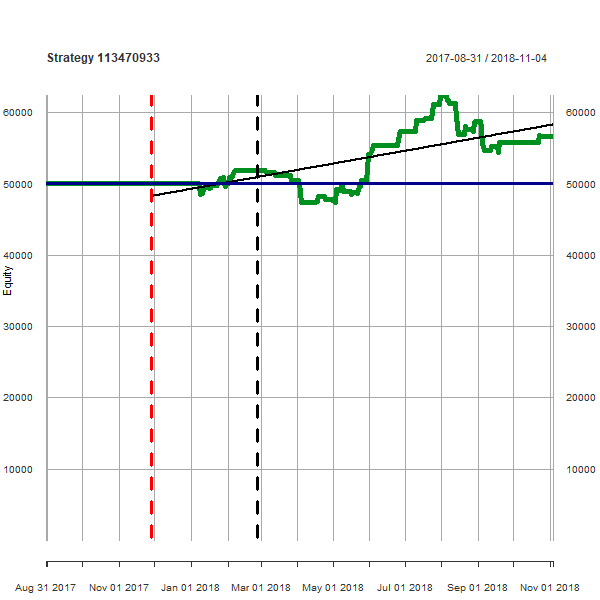 Strategy 113470933
2017-08-31 / 2018-11-04
60000
60000
50000
50000
40000
40000
30000
30000
20000
20000
10000
10000
Equity
Aug 31 2017
Nov 01 2017
Jan 01 2018
Mar 01 2018
May 01 2018
Jul 01 2018
Sep 01 2018
Nov 01 2018